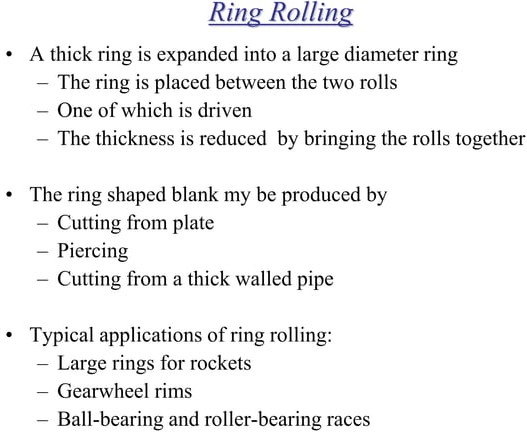 Ring Rolling
• A thick ring is expanded into a large diameter ring
– The ring is placed between the two rolls
– One of which is driven
– The thickness is reduced by bringing the rolls together
• The ring shaped blank my be produced by
– Cutting from plate
– Piercing
– Cutting from a thick walled pipe
• Typical applications of ring rolling:
– Large rings for rockets
– Gearwheel rims
– Ball-bearing and roller-bearing races